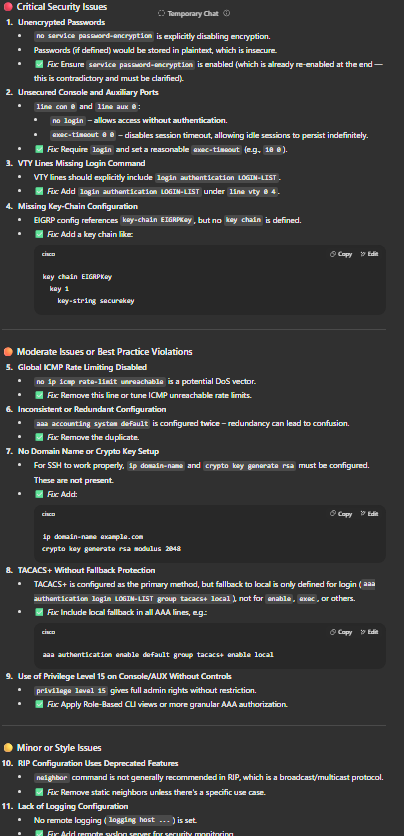 Critical Security Issues
Temporary Chat
1. Unencrypted Passwords
no service password-encryption is explicitly disabling encryption.
Passwords (if defined) would be stored in plaintext, which is insecure.
Fix: Ensure service password-encryption is enabled (which is already re-enabled at the end —
this is contradictory and must be clarified).
2. Unsecured Console and Auxiliary Ports
line con 0 and line aux 0:
no login – allows access without authentication.
exec-timeout 0 0 – disables session timeout, allowing idle sessions to persist indefinitely.
Fix: Require login and set a reasonable exec-timeout (e.g., 10 0).
3. VTY Lines Missing Login Command
VTY lines should explicitly include login authentication LOGIN-LIST.
Fix: Add login authentication LOGIN-LIST under line vty 0 4.
4. Missing Key-Chain Configuration
EIGRP config references key-chain EIGRPKey, but no key chain is defined.
Fix: Add a key chain like:
cisco
Copy Edit
key chain EIGRPKey
key 1
key-string securekey
Moderate Issues or Best Practice Violations
5. Global ICMP Rate Limiting Disabled
no ip icmp rate-limit unreachable is a potential DoS vector.
Fix: Remove this line or tune ICMP unreachable rate limits.
6. Inconsistent or Redundant Configuration
aaa accounting system default is configured twice – redundancy can lead to confusion.
Fix: Remove the duplicate.
7. No Domain Name or Crypto Key Setup
For SSH to work properly, ip domain-name and crypto key generate rsa must be configured.
These are not present.
Fix: Add:
cisco
Copy Edit
ip domain-name example.com
crypto key generate rsa modulus 2048
8. TACACS+ Without Fallback Protection
TACACS+ is configured as the primary method, but fallback to local is only defined for login (aaa
authentication login LOGIN-LIST group tacacs+ local), not for enable, exec, or others.
Fix: Include local fallback in all AAA lines, e.g.:
cisco
Copy Edit
aaa authentication enable default group tacacs+ enable local
9. Use of Privilege Level 15 on Console/AUX Without Controls
privilege level 15 gives full admin rights without restriction.
Fix: Apply Role-Based CLI views or more granular AAA authorization.
Minor or Style Issues
10. RIP Configuration Uses Deprecated Features
neighbor command is not generally recommended in RIP, which is a broadcast/multicast protocol.
Fix: Remove static neighbors unless there's a specific use case.
11. Lack of Logging Configuration
No remote logging (logging host ...) is set.
Fix: Add remote syslog server for security monitoring